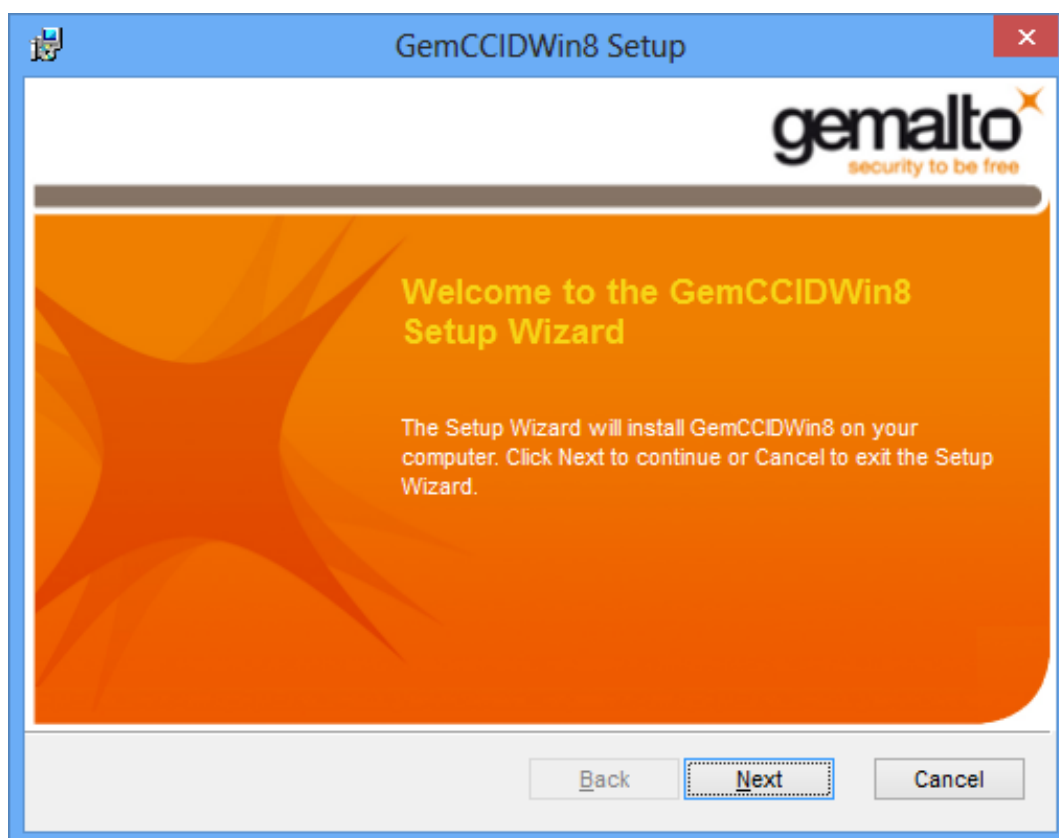 GemCCIDWin8 Setup
gemalto
security to be free
Welcome to the GemCCIDWin8
Setup Wizard
The Setup Wizard will install GemCCIDWin8 on your
computer. Click Next to continue or Cancel to exit the Setup
Wizard.
Back
Next
Cancel